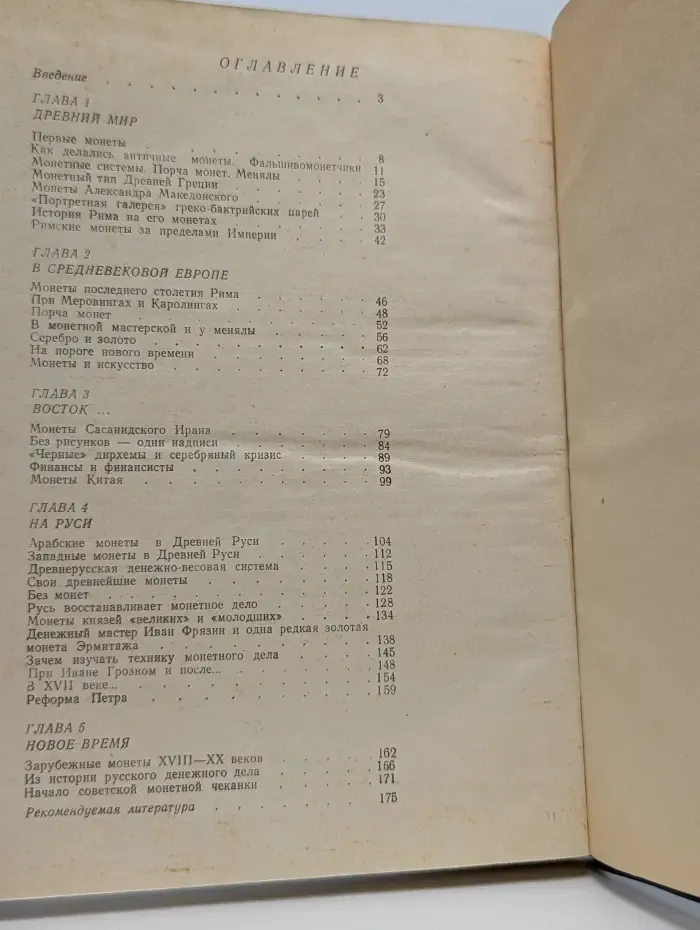 ОГЛАВЛЕНИЕ
Введение . . . . . . . . . . . . . 3
ГЛАВА 1
ДРЕВНИЙ МИР
Первые монеты . . . . . . . . 8
Как делались античные монеты. Фальшивомонетчики 11
Монетные системы. Порча монет. Менялы . . . . 15
Монетный тип Древней Греции . . . . . . 23
Монеты Александра Македонского . . . . . 27
«Портретная галерея» греко-бактрийских царей . . 30
История Рима на его монетах . . . . . . 33
Римские монеты за пределами Империи . . . . 42
ГЛАВА 2
В СРЕДНЕВЕКОВОЙ ЕВРОПЕ
Монеты последнего столетия Рима . . . . . 46
При Меровингах и Каролингах . . . . . . 48
Порча монет . . . . . . . . . . 52
В монетной мастерской и у менялы . . . . . 56
Серебро и золото . . . . . . . . . 62
На пороге нового времени . . . . . . . 68
Монеты и искусство . . . . . . . . 72
ГЛАВА 3
ВОСТОК ...
Монеты Сасанидского Ирана . . . . . . 79
Без рисунков — одни надписи . . . . . . 84
«Черные» дирхемы и серебряный кризис . . . . 89
Финансы и финансисты . . . . . . . . 93
Монеты Китая . . . . . . . . . 99
ГЛАВА 4
НА РУСИ
Арабские монеты в Древней Руси . . . . . 104
Западные монеты в Древней Руси . . . . . 112
Древнерусская денежно-весовая система . . . . 115
Свои древнейшие монеты . . . . . . . 118
Без монет . . . . . . . . . . . 122
Русь восстанавливает монетное дело . . . . . 128
Монеты князей «великих» и «молодших» . . . . 134
Денежный мастер Иван Фрязин и одна редкая золотая
монета Эрмитажа . . . . . . . . . 138
Зачем изучать технику монетного дела . . . . 145
При Иване Грозном и после... . . . . . . 148
В XVII веке... . . . . . . . . . . 154
Реформа Петра . . . . . . . . . 159
ГЛАВА 5
НОВОЕ ВРЕМЯ
Зарубежные монеты XVIII—XX веков . . . . 162
Из истории русского денежного дела . . . . 166
Начало советской монетной чеканки . . . . 171
Рекомендуемая литература . . . . . . . 175